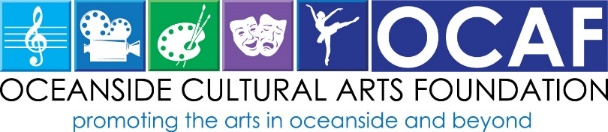 OCAF
OCEANSIDE CULTURAL ARTS FOUNDATION
promoting the arts in oceanside and beyond